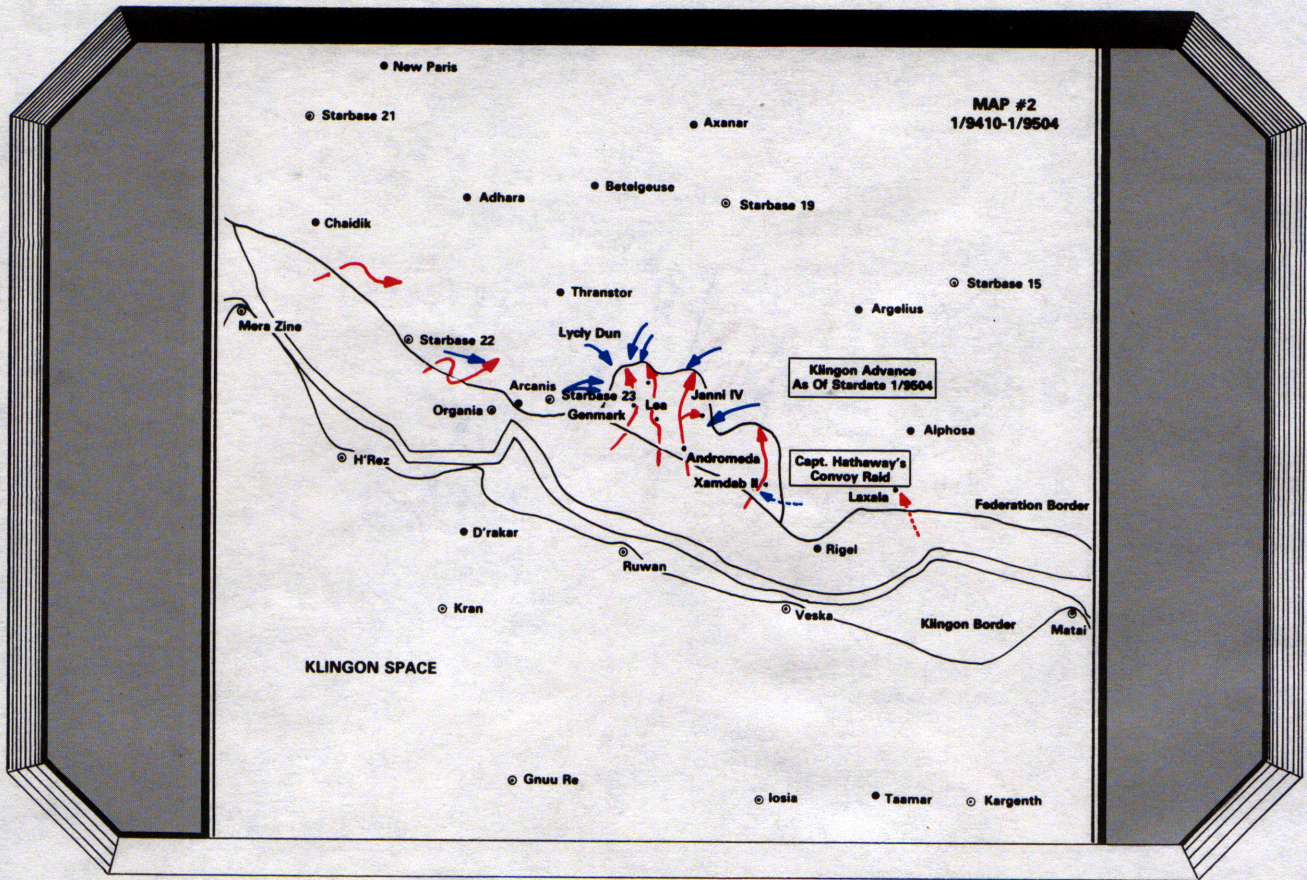 New Paris
Starbase 21
MAP #2
1/9410-1/9504
Axanar
Betelgeuse
Adhara
Starbase 19
Chaidik
Starbase 15
Thranstor
Argelius
Mera Zine
Lycly Dun
Starbase 22
Klingon Advance
As Of Stardate 1/9504
Arcanis
Starbase 23
Janni IV
Organia
Genmark
Lea
Alphosa
H'Rez
Andromeda
Capt. Hathaway's
Convoy Raid
Xamdab II
Laxala
Federation Border
D'rakar
Rigel
Ruwan
Kran
Veska
Klingon Border
Matai
KLINGON SPACE
Gnuu Re
Iosia
Taamar
Kargenth